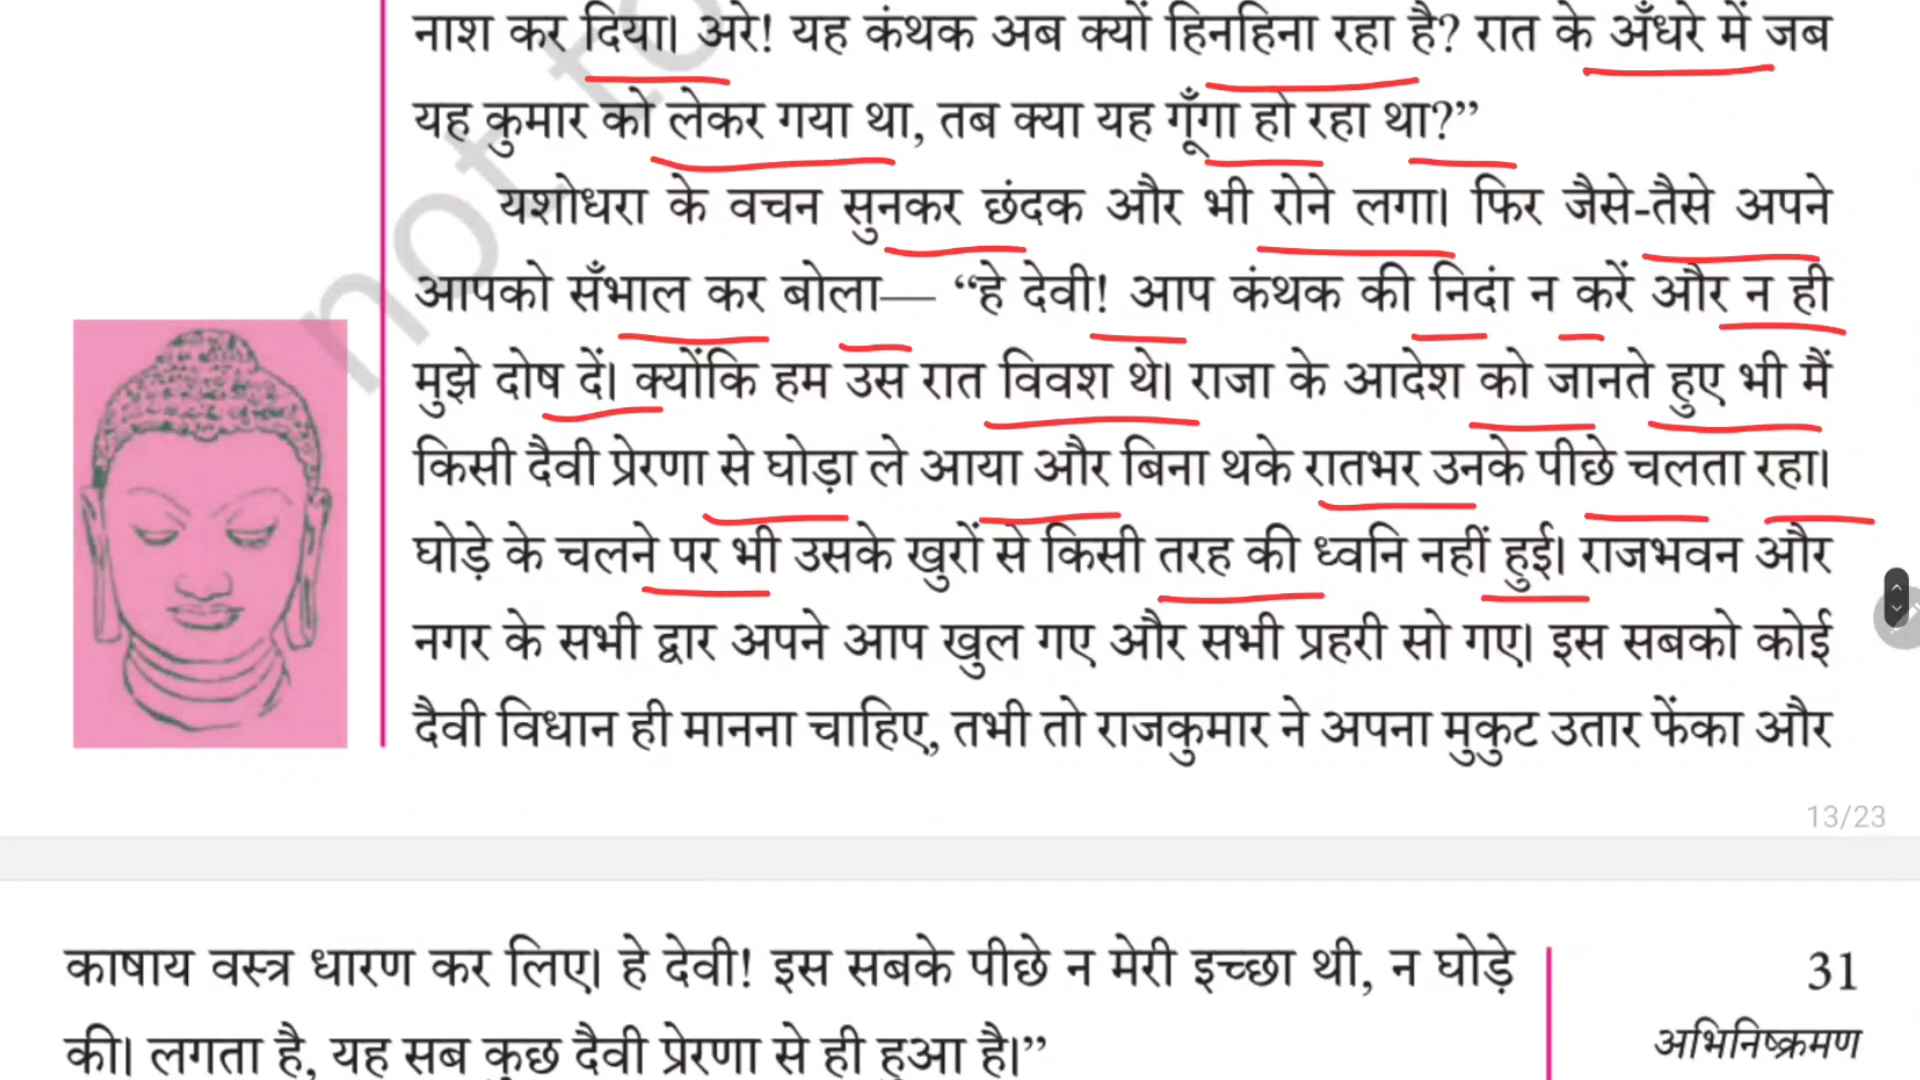 नाश कर दिया। अरे! यह कंथक अब क्यों हिनहिना रहा है? रात के अँधरे में जब
यह कुमार को लेकर गया था, तब क्या यह गूँगा हो रहा था?”
यशोधरा के वचन सुनकर छंदक और भी रोने लगा। फिर जैसे-तैसे अपने
आपको सँभाल कर बोला— “हे देवी! आप कंथक की निदां न करें और न ही
मुझे दोष दें। क्योंकि हम उस रात विवश थे। राजा के आदेश को जानते हुए भी मैं
किसी दैवी प्रेरणा से घोड़ा ले आया और बिना थके रातभर उनके पीछे चलता रहा।
घोड़े के चलने पर भी उसके खुरों से किसी तरह की ध्वनि नहीं हुई। राजभवन और
नगर के सभी द्वार अपने आप खुल गए और सभी प्रहरी सो गए। इस सबको कोई
दैवी विधान ही मानना चाहिए, तभी तो राजकुमार ने अपना मुकुट उतार फेंका और
13/23
काषाय वस्त्र धारण कर लिए। हे देवी! इस सबके पीछे न मेरी इच्छा थी, न घोड़े
की। लगता है, यह सब कुछ दैवी प्रेरणा से ही हुआ है।”
31
अभिनिष्क्रमण
not to